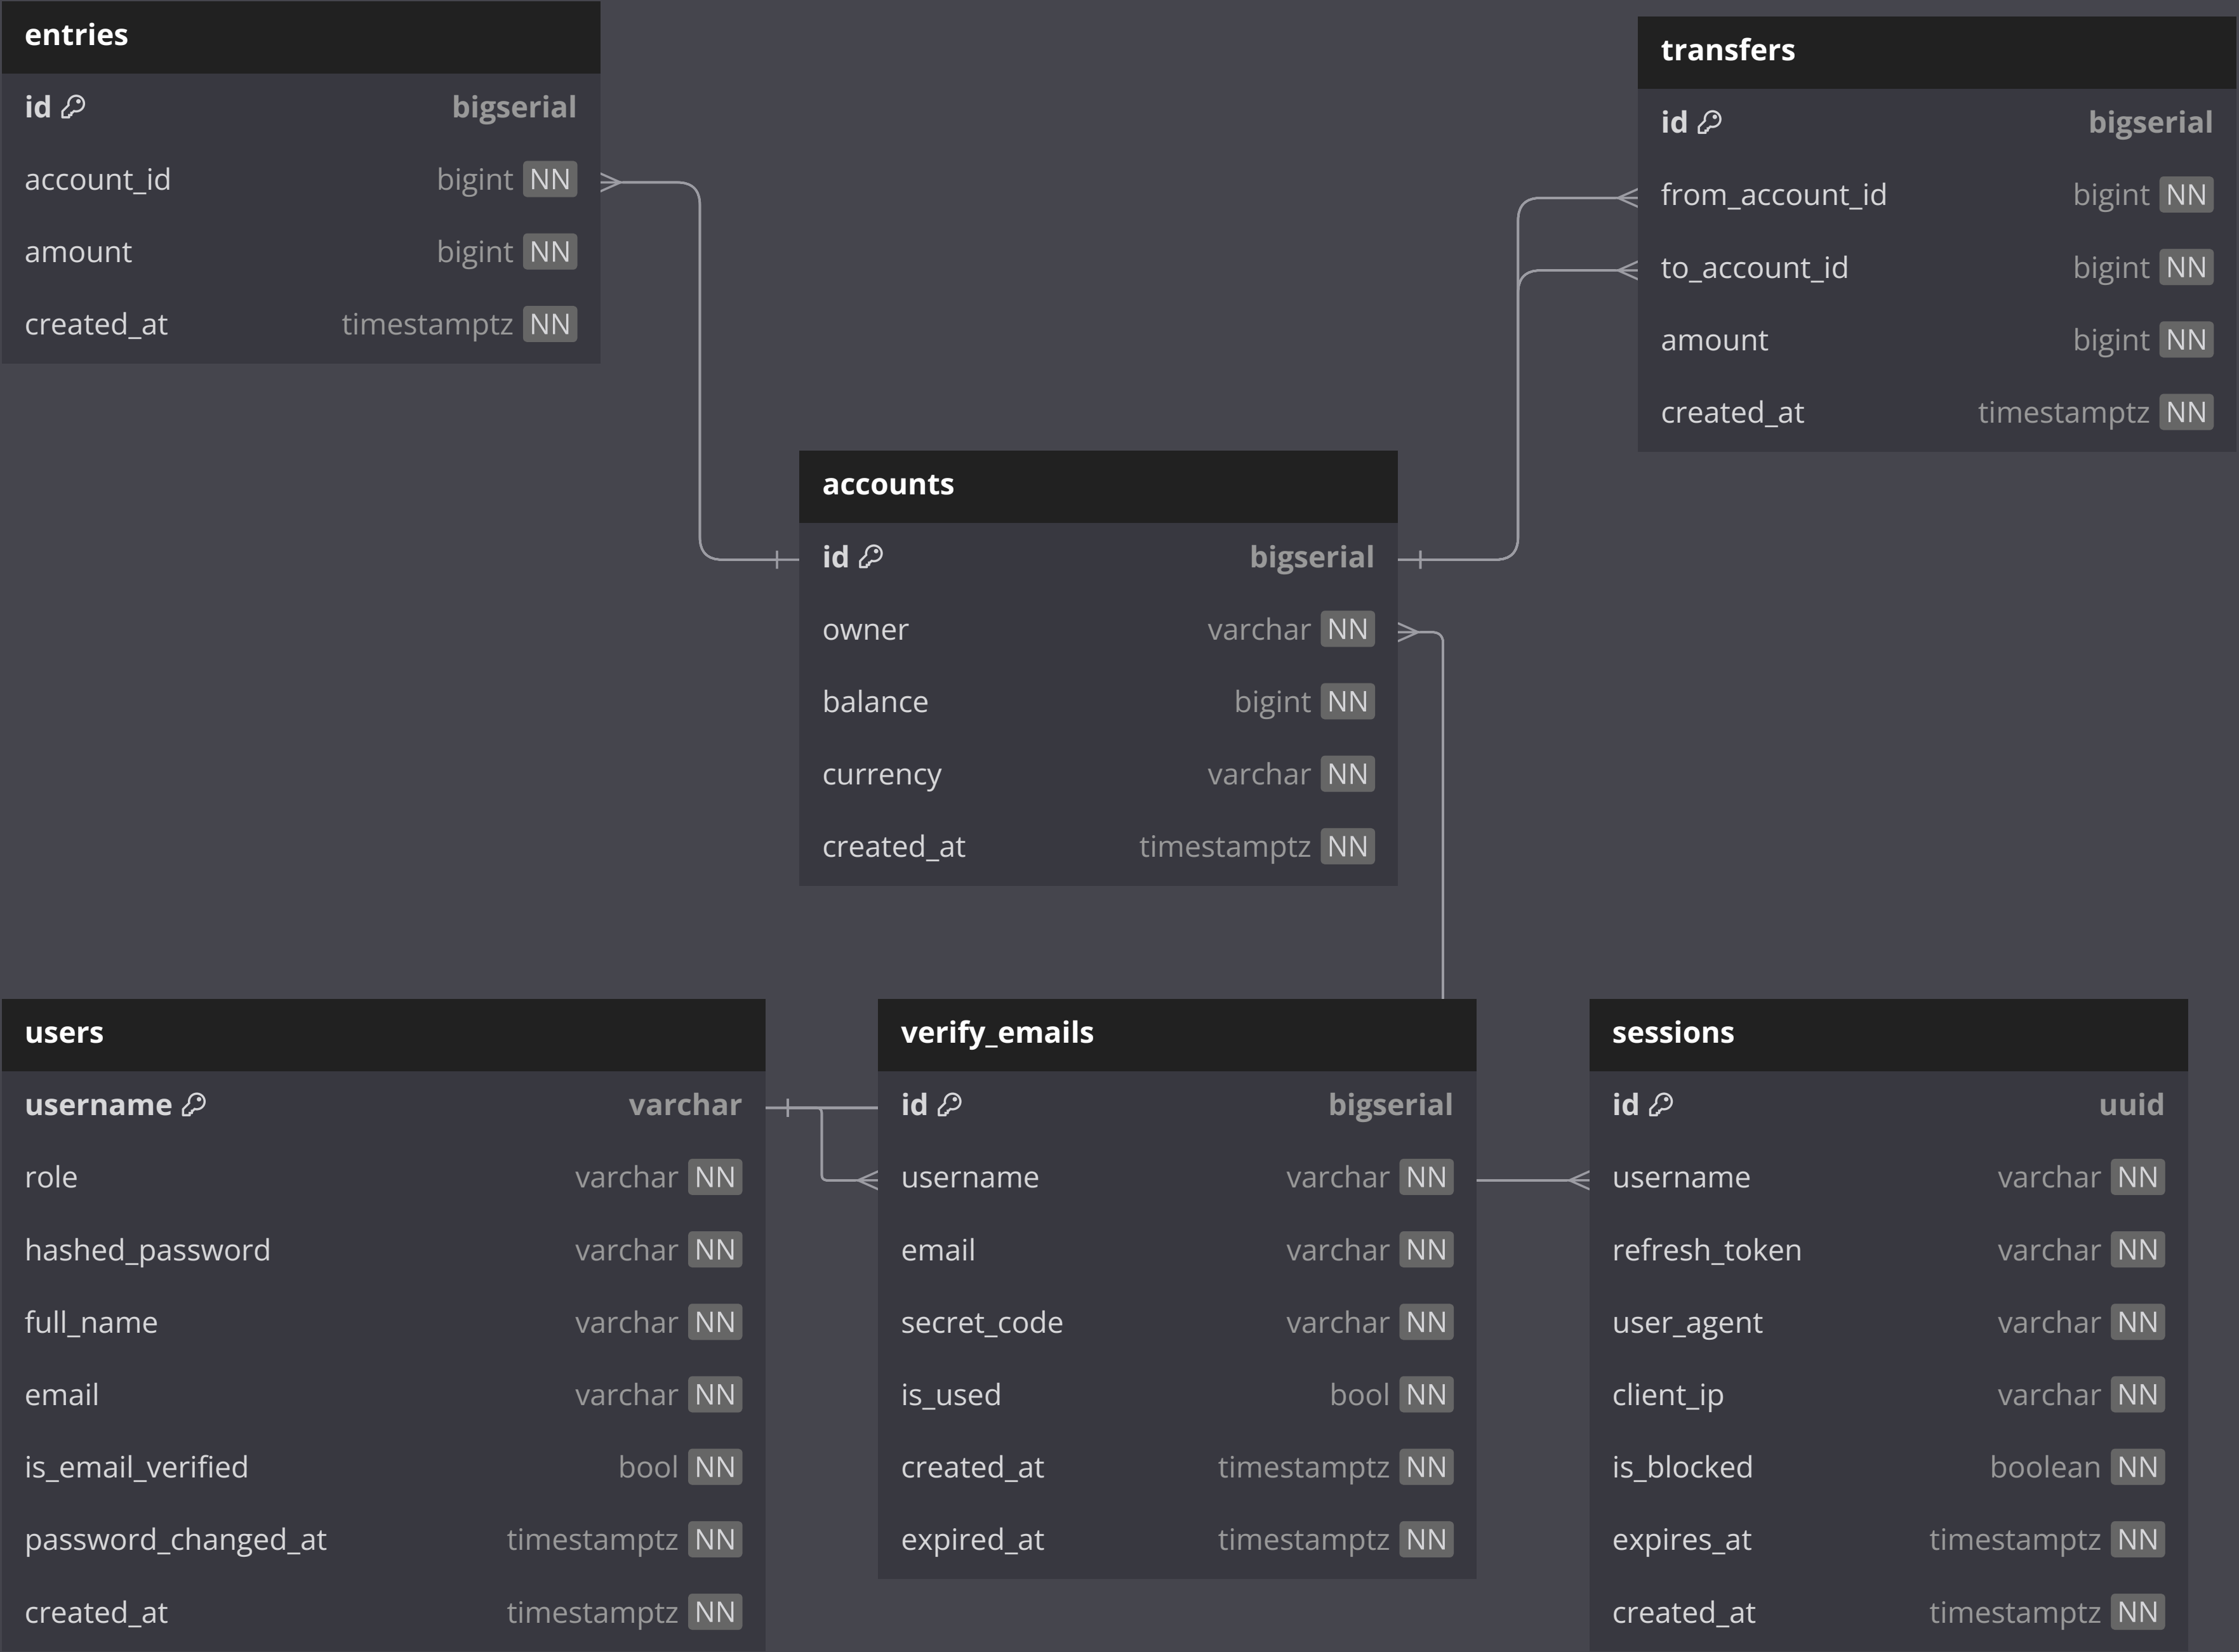 entries
id bigserial
account_id bigint NN
amount bigint NN
created_at timestamptz NN
transfers
id bigserial
from_account_id bigint NN
to_account_id bigint NN
amount bigint NN
created_at timestamptz NN
accounts
id bigserial
owner varchar NN
balance bigint NN
currency varchar NN
created_at timestamptz NN
users
username varchar
role varchar NN
hashed_password varchar NN
full_name varchar NN
email varchar NN
is_email_verified bool NN
password_changed_at timestamptz NN
created_at timestamptz NN
verify_emails
id bigserial
username varchar NN
email varchar NN
secret_code varchar NN
is_used bool NN
created_at timestamptz NN
expired_at timestamptz NN
sessions
id uuid
username varchar NN
refresh_token varchar NN
user_agent varchar NN
client_ip varchar NN
is_blocked boolean NN
expires_at timestamptz NN
created_at timestamptz NN